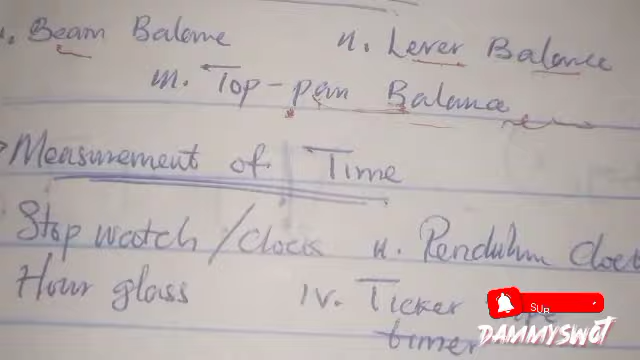 . Beam Balance  ii. Lever Balance
iii. Top-pan Balance
Measurement of Time
Stop watch/clock  ii. Pendulum Clock
Hour glass  iv. Ticker
timer
SUB
DAMMYSWOT